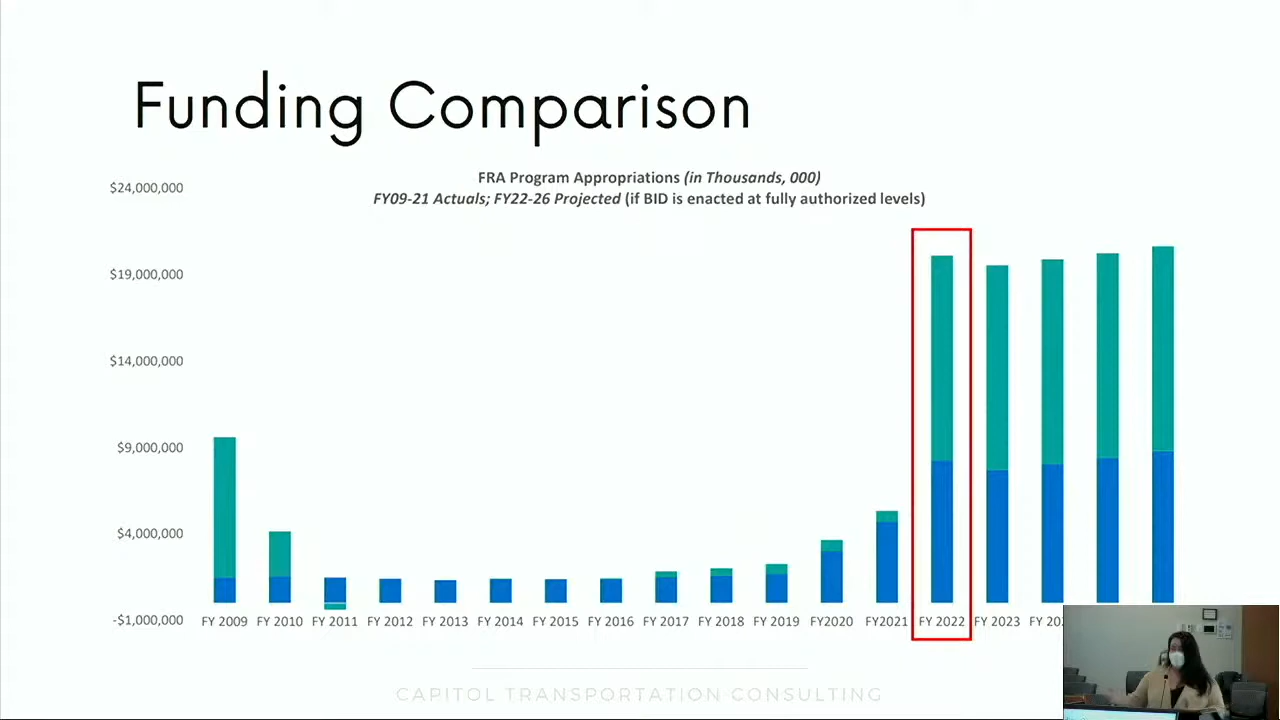 Funding Comparison
FRA Program Appropriations (in Thousands, 000)
FY09-21 Actuals; FY22-26 Projected (if BID is enacted at fully authorized levels)
$24,000,000
$19,000,000
$14,000,000
$9,000,000
$4,000,000
-$1,000,000
FY 2009 FY 2010 FY 2011 FY 2012 FY 2013 FY 2014 FY 2015 FY 2016 FY 2017 FY 2018 FY 2019 FY2020 FY2021 FY 2022 FY 2023 FY
CAPITOL TRANSPORTATION CONSULTING